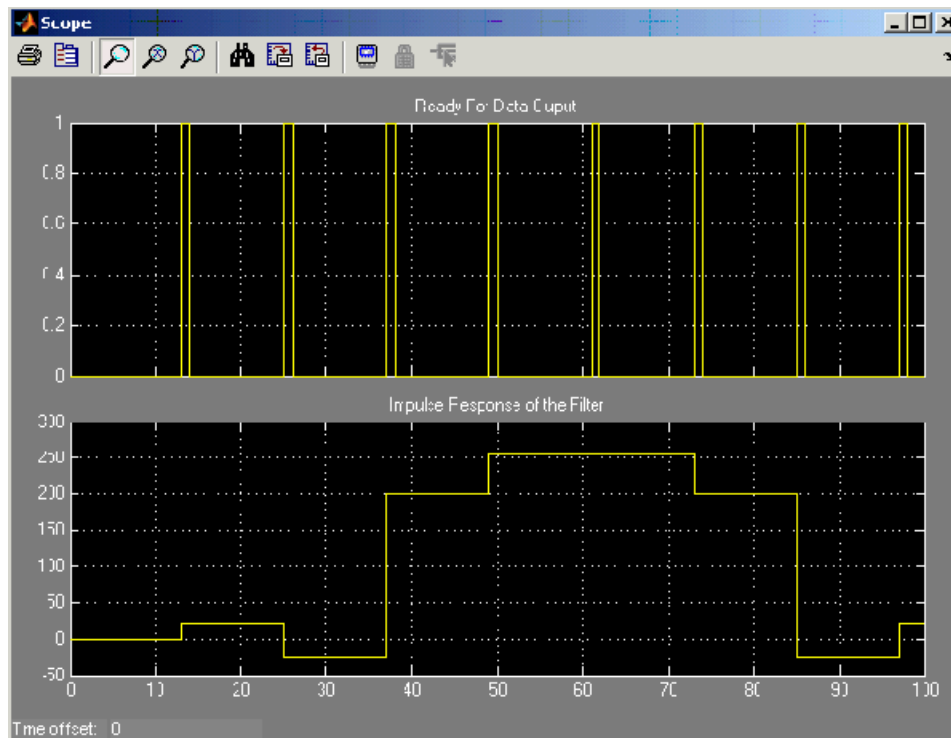 Scope
Ready For Data Ouput
1
0.8
0.6
0.4
0.2
0
Impulse Response of the Filter
300
250
200
150
100
50
0
-50
0 10 20 30 40 50 60 70 80 90 100
Time offset: 0